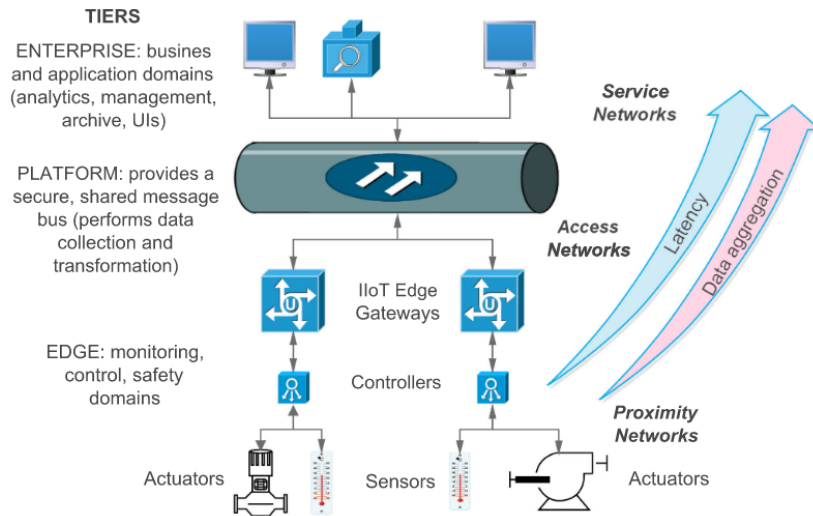 TIERS
ENTERPRISE: busines
and application domains
(analytics, management,
archive, UIs)
Service
Networks
PLATFORM: provides a
secure, shared message
bus (performs data
collection and
transformation)
Access
Networks
Latency
Data aggregation
IIoT Edge
Gateways
U
U
EDGE: monitoring,
control, safety
domains
Controllers
Proximity
Networks
Actuators
Sensors
Actuators